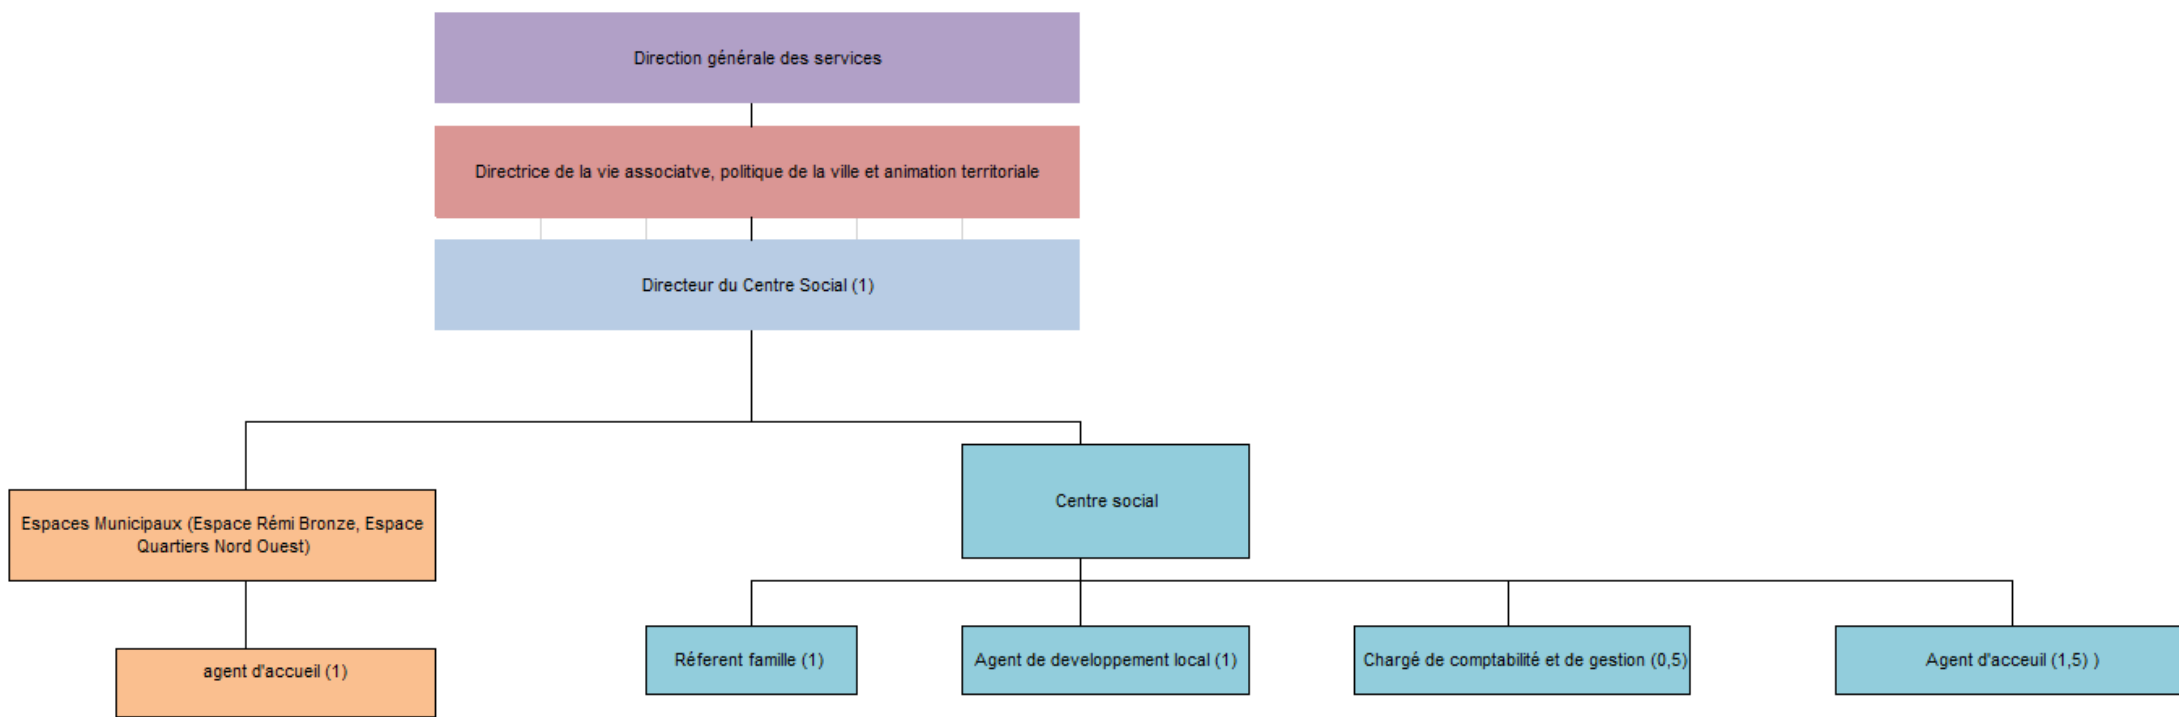 Direction générale des services
Directrice de la vie associatve, politique de la ville et animation territoriale
Directeur du Centre Social (1)
Centre social
Espaces Municipaux (Espace Rémi Bronze, Espace
Quartiers Nord Ouest)
Réferent famille (1)
Agent de developpement local (1)
Chargé de comptabilité et de gestion (0,5)
Agent d'acceuil (1,5) )
agent d'accueil (1)